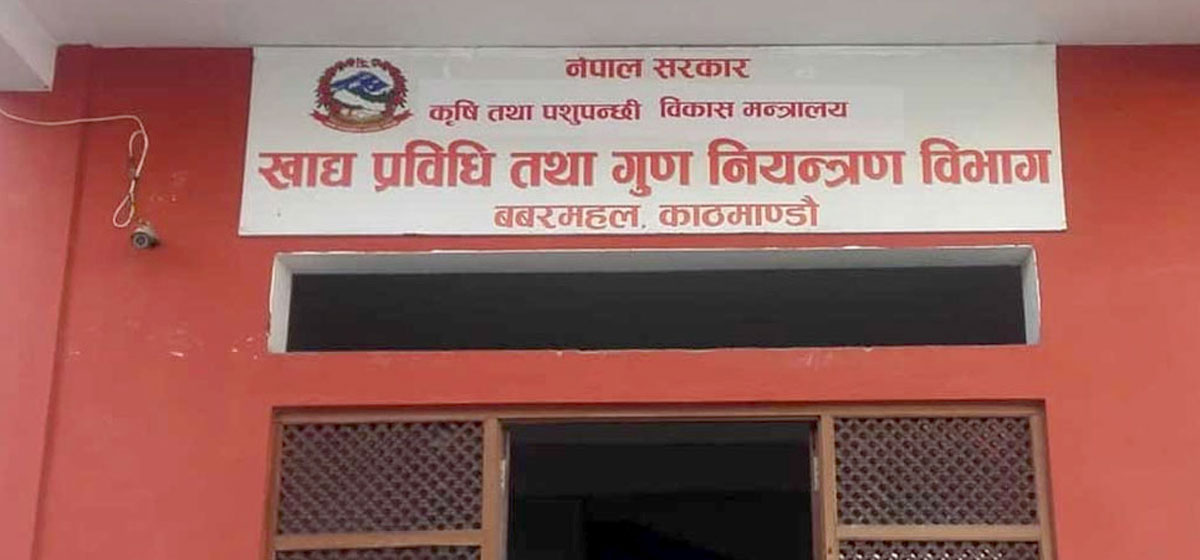 नेपाल सरकार
कृषि तथा पशुपन्छी विकास मन्त्रालय
खाद्य प्रविधि तथा गुण नियन्त्रण विभाग
बबरमहल, काठमाण्डौ